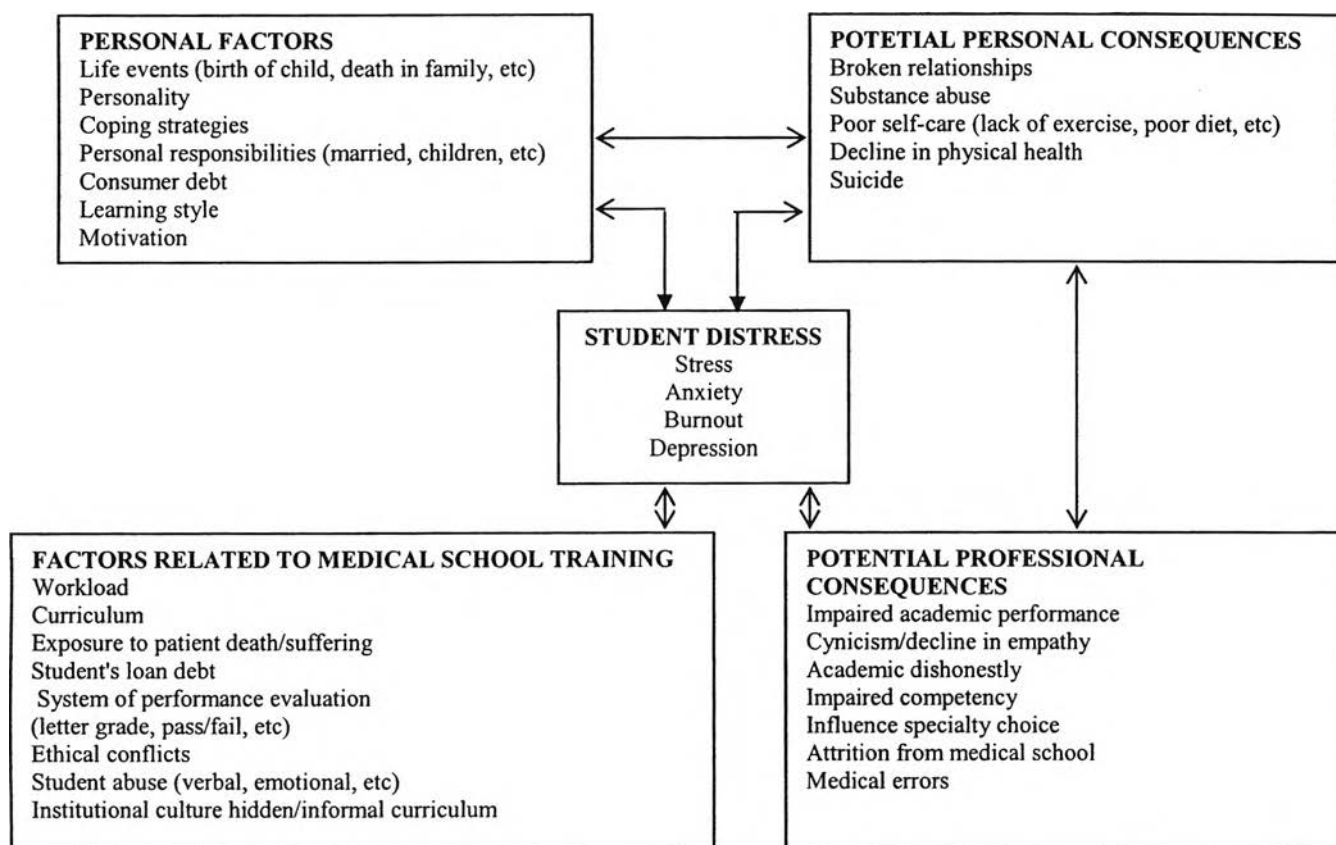 PERSONAL FACTORS
Life events (birth of child, death in family, etc)
Personality
Coping strategies
Personal responsibilities (married, children, etc)
Consumer debt
Learning style
Motivation
POTETIAL PERSONAL CONSEQUENCES
Broken relationships
Substance abuse
Poor self-care (lack of exercise, poor diet, etc)
Decline in physical health
Suicide
STUDENT DISTRESS
Stress
Anxiety
Burnout
Depression
FACTORS RELATED TO MEDICAL SCHOOL TRAINING
Workload
Curriculum
Exposure to patient death/suffering
Student's loan debt
System of performance evaluation
(letter grade, pass/fail, etc)
Ethical conflicts
Student abuse (verbal, emotional, etc)
Institutional culture hidden/informal curriculum
POTENTIAL PROFESSIONAL
CONSEQUENCES
Impaired academic performance
Cynicism/decline in empathy
Academic dishonestly
Impaired competency
Influence specialty choice
Attrition from medical school
Medical errors